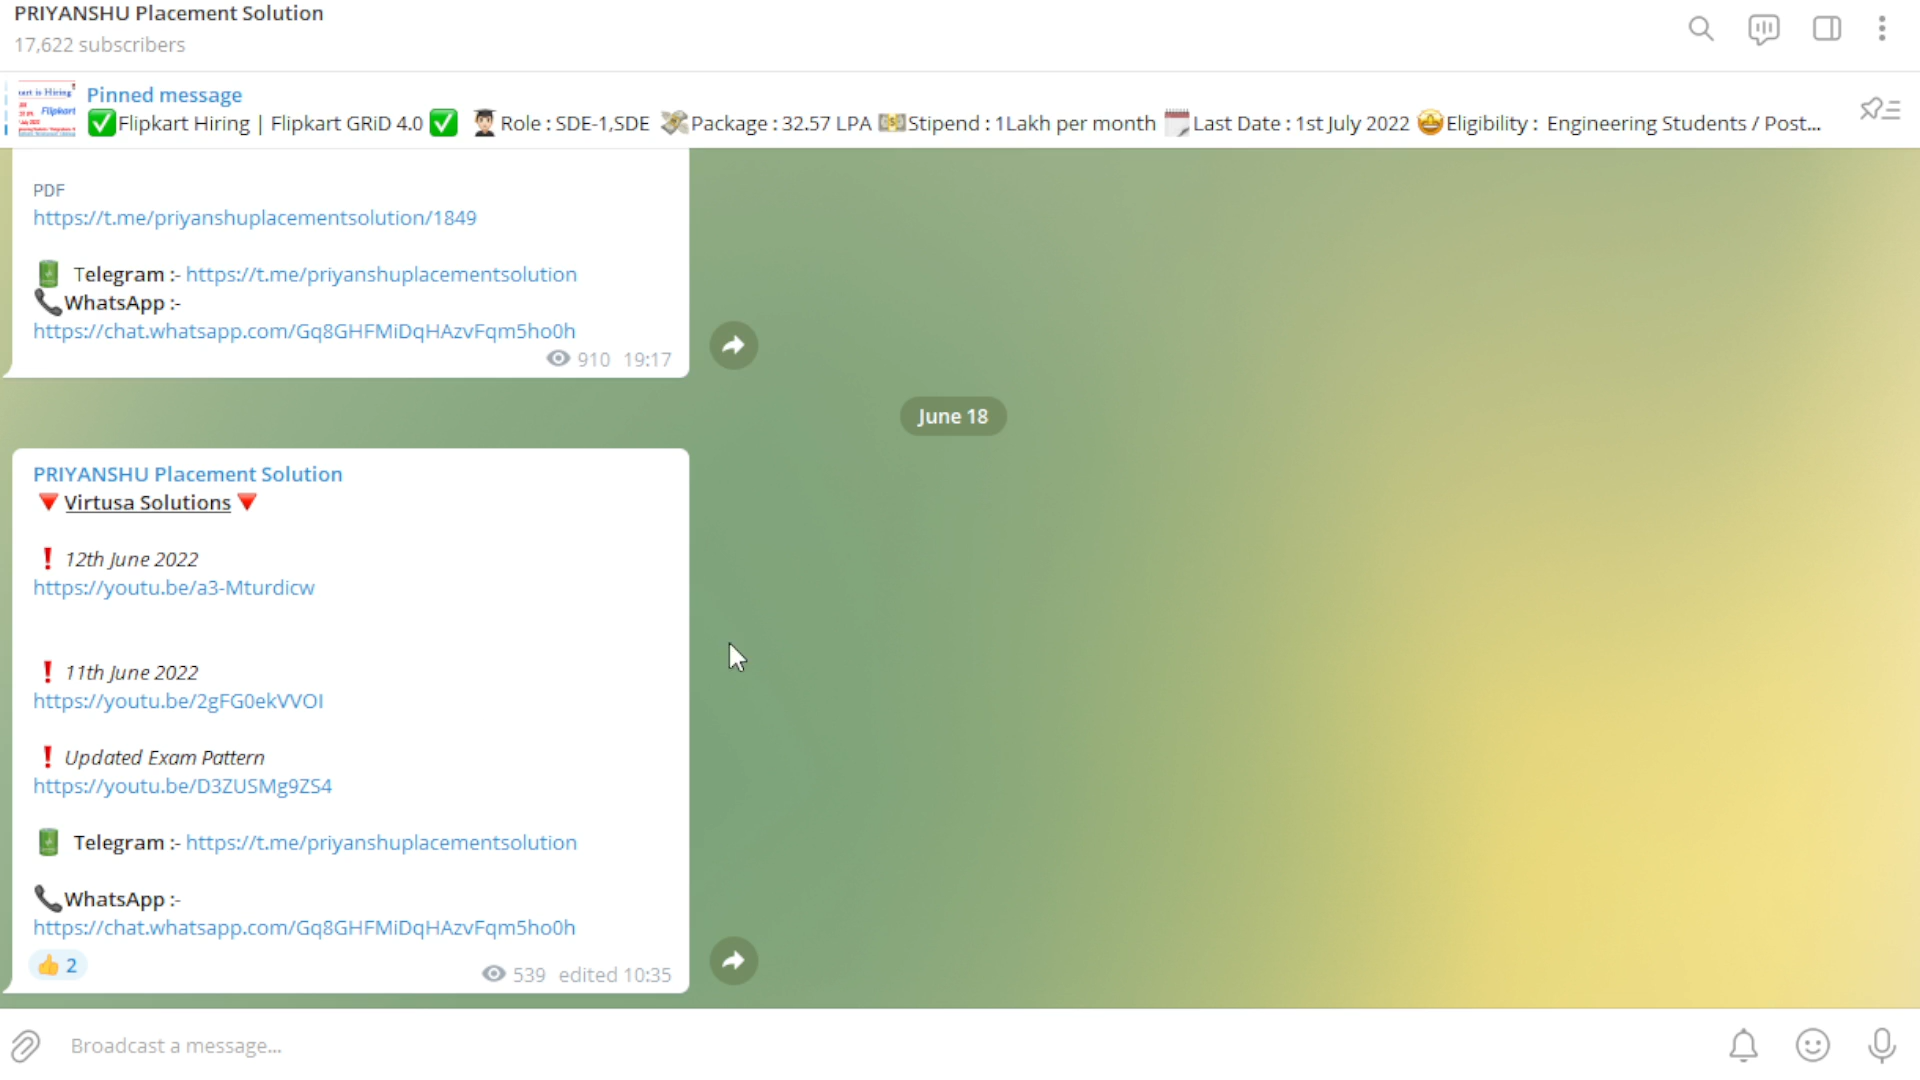 PRIYANSHU Placement Solution
17,622 subscribers
Pinned message
✅Flipkart Hiring | Flipkart GRiD 4.0 ✅ 👨🏻‍🎓Role : SDE-1,SDE 💸Package : 32.57 LPA 💵Stipend : 1Lakh per month 🗓Last Date : 1st July 2022 🤩Eligibility : Engineering Students / Post...
is Hiring
Flipkart
PDF
https://t.me/priyanshuplacementsolution/1849
🔋 Telegram :- https://t.me/priyanshuplacementsolution
📞WhatsApp :-
https://chat.whatsapp.com/Gq8GHFMiDqHAzvFqm5ho0h
910 19:17
June 18
PRIYANSHU Placement Solution
🔻Virtusa Solutions🔻
❗ 12th June 2022
https://youtu.be/a3-Mturdicw
❗ 11th June 2022
https://youtu.be/2gFG0ekVVOI
❗ Updated Exam Pattern
https://youtu.be/D3ZUSMg9ZS4
🔋 Telegram :- https://t.me/priyanshuplacementsolution
📞WhatsApp :-
https://chat.whatsapp.com/Gq8GHFMiDqHAzvFqm5ho0h
👍 2
539 edited 10:35
Broadcast a message...